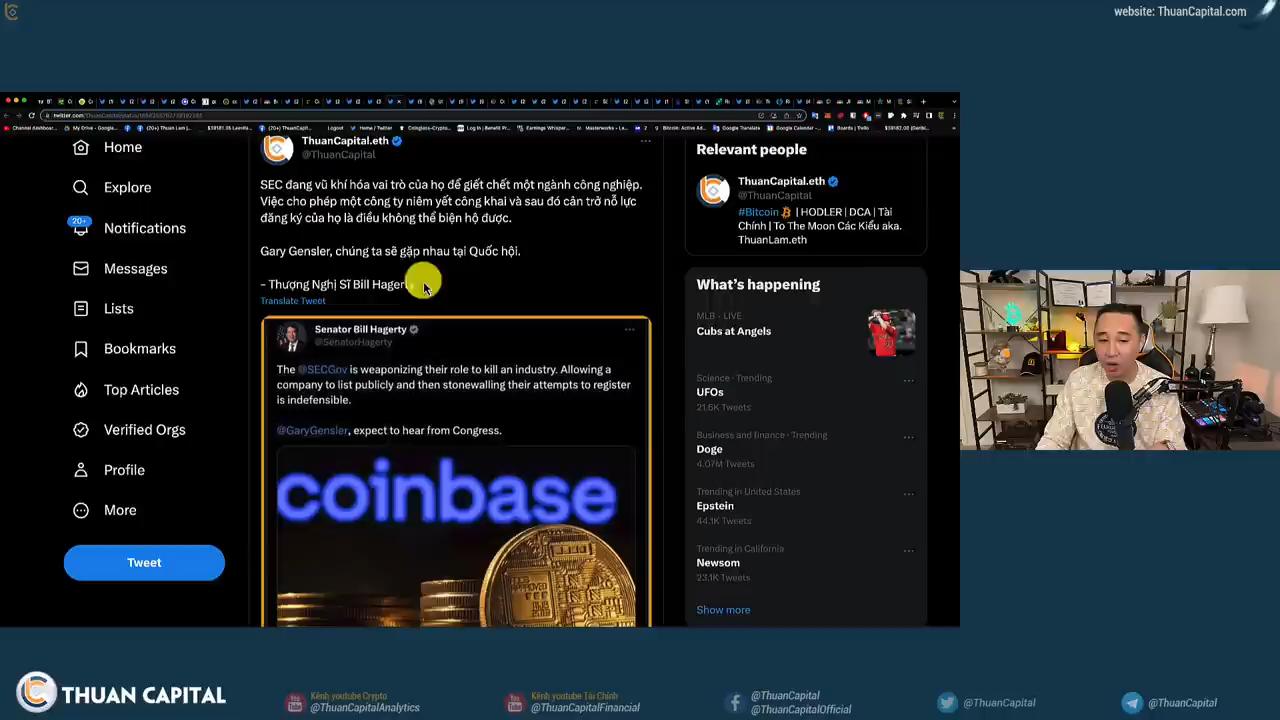 website: ThuanCapital.com
Home
Explore
20+
Notifications
Messages
Lists
Bookmarks
Top Articles
Verified Orgs
Profile
More
Tweet
ThuanCapital.eth
@ThuanCapital
SEC đang vũ khí hóa vai trò của họ để giết chết một ngành công nghiệp.
Việc cho phép một công ty niêm yết công khai và sau đó cản trở nỗ lực
đăng ký của họ là điều không thể biện hộ được.
Gary Gensler, chúng ta sẽ gặp nhau tại Quốc hội.
– Thượng Nghị Sĩ Bill
Translate Tweet
Senator Bill Hagerty
@SenatorHagerty
The @SECGov is weaponizing their role to kill an industry. Allowing a
company to list publicly and then stonewalling their attempts to register
is indefensible.
@GaryGensler, expect to hear from Congress.
coinbase
Relevant people
ThuanCapital.eth
@ThuanCapital
#Bitcoin | HODLER | DCA | Tài
Chính | To The Moon Các Kiểu aka.
ThuanLam.eth
What's happening
MLB · LIVE
Cubs at Angels
Science · Trending
UFOs
21.6K Tweets
Business and finance · Trending
Doge
4.07M Tweets
Trending in United States
Epstein
44.1K Tweets
Trending in California
Newsom
23.1K Tweets
Show more
THUAN CAPITAL
Kênh youtube Crypto
@ThuanCapitalAnalytics
Kênh youtube Tài Chính
@ThuanCapitalFinancial
@ThuanCapital
@ThuanCapitalOfficial
@ThuanCapital
@ThuanCapital